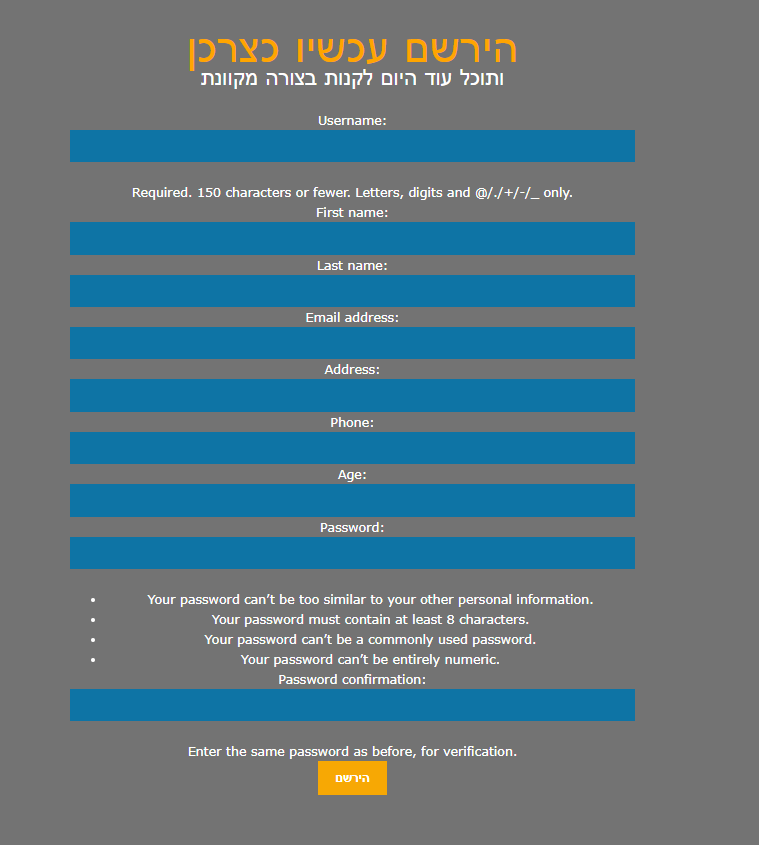 הירשם עכשיו כצרכן
ותוכל עוד היום לקנות בצורה מקוונת
Username:
Required. 150 characters or fewer. Letters, digits and @/./+/-/_ only.
First name:
Last name:
Email address:
Address:
Phone:
Age:
Password:
• Your password can’t be too similar to your other personal information.
• Your password must contain at least 8 characters.
• Your password can’t be a commonly used password.
• Your password can’t be entirely numeric.
Password confirmation:
Enter the same password as before, for verification.
הירשם